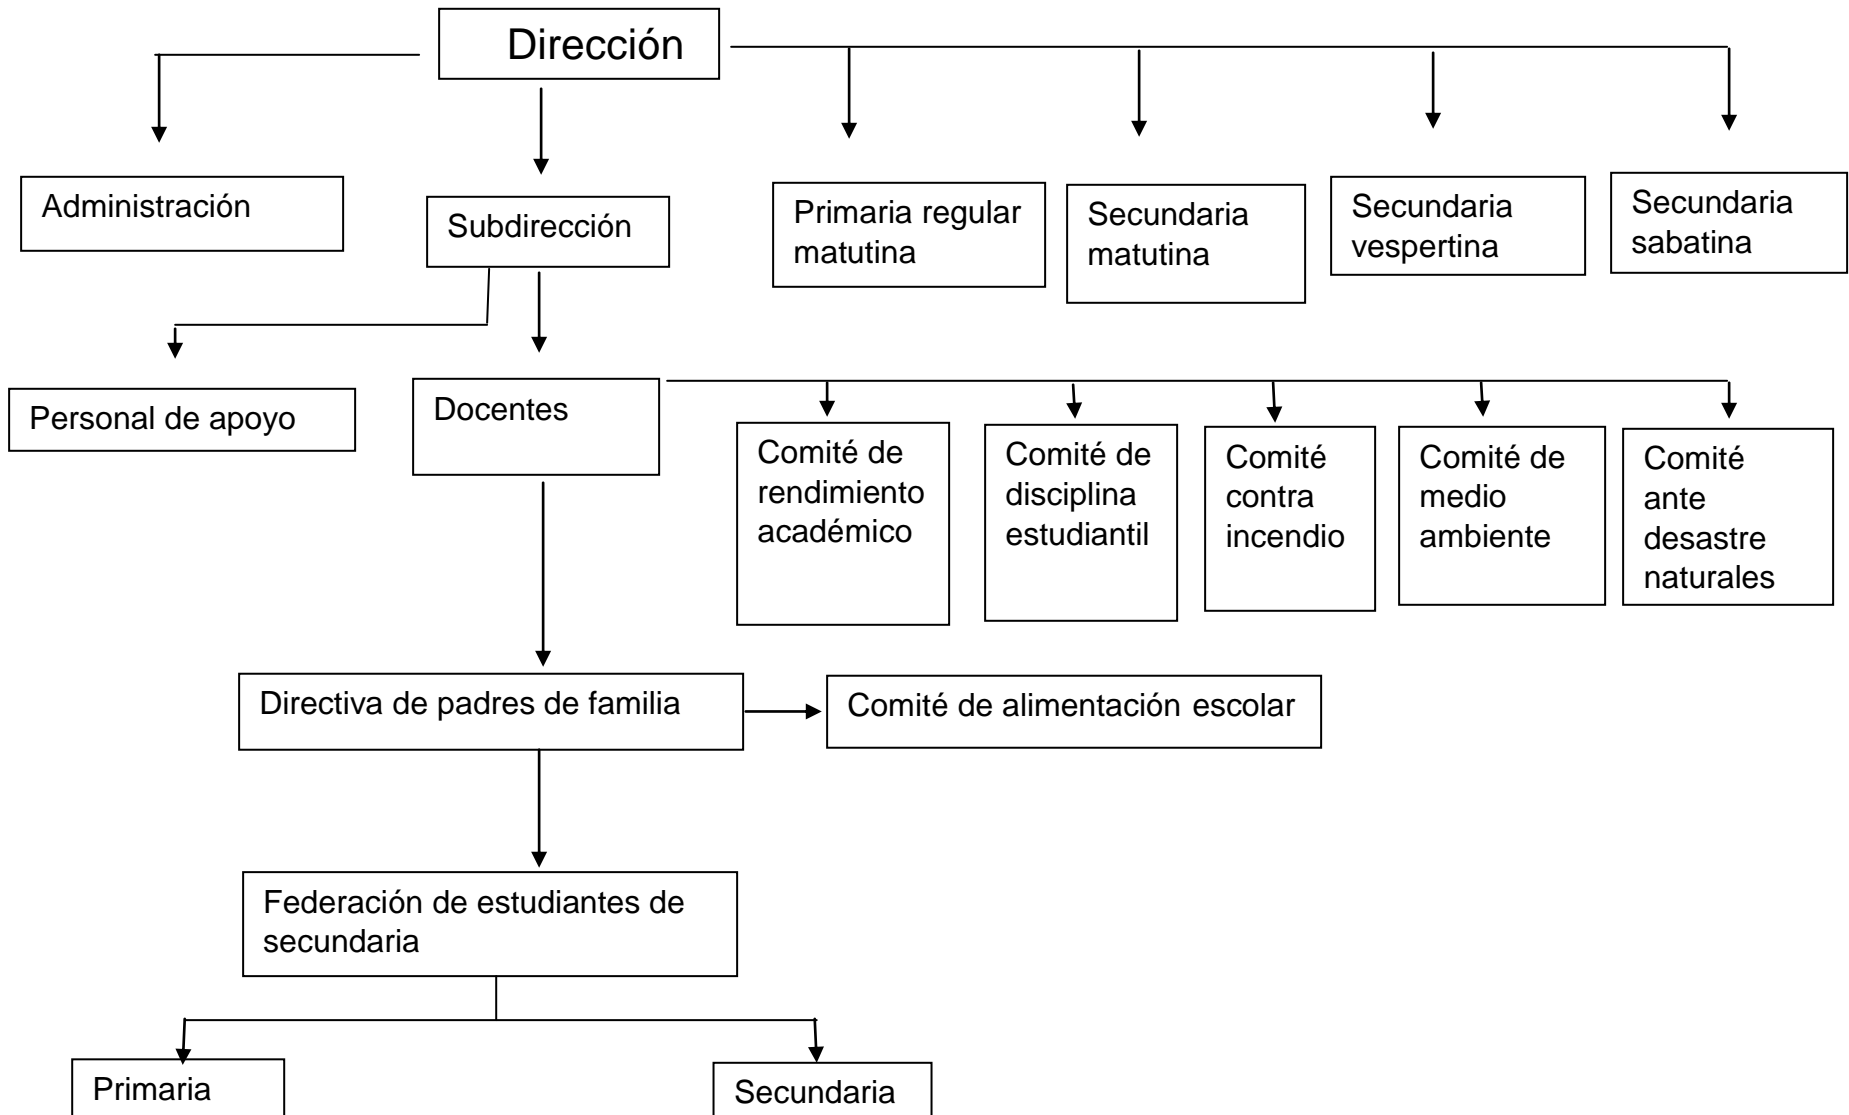 Dirección
Administración
Subdirección
Primaria regular
matutina
Secundaria
matutina
Secundaria
vespertina
Secundaria
sabatina
Personal de apoyo
Docentes
Comité de
rendimiento
académico
Comité de
disciplina
estudiantil
Comité
contra
incendio
Comité de
medio
ambiente
Comité
ante
desastre
naturales
Directiva de padres de familia
Comité de alimentación escolar
Federación de estudiantes de
secundaria
Primaria
Secundaria